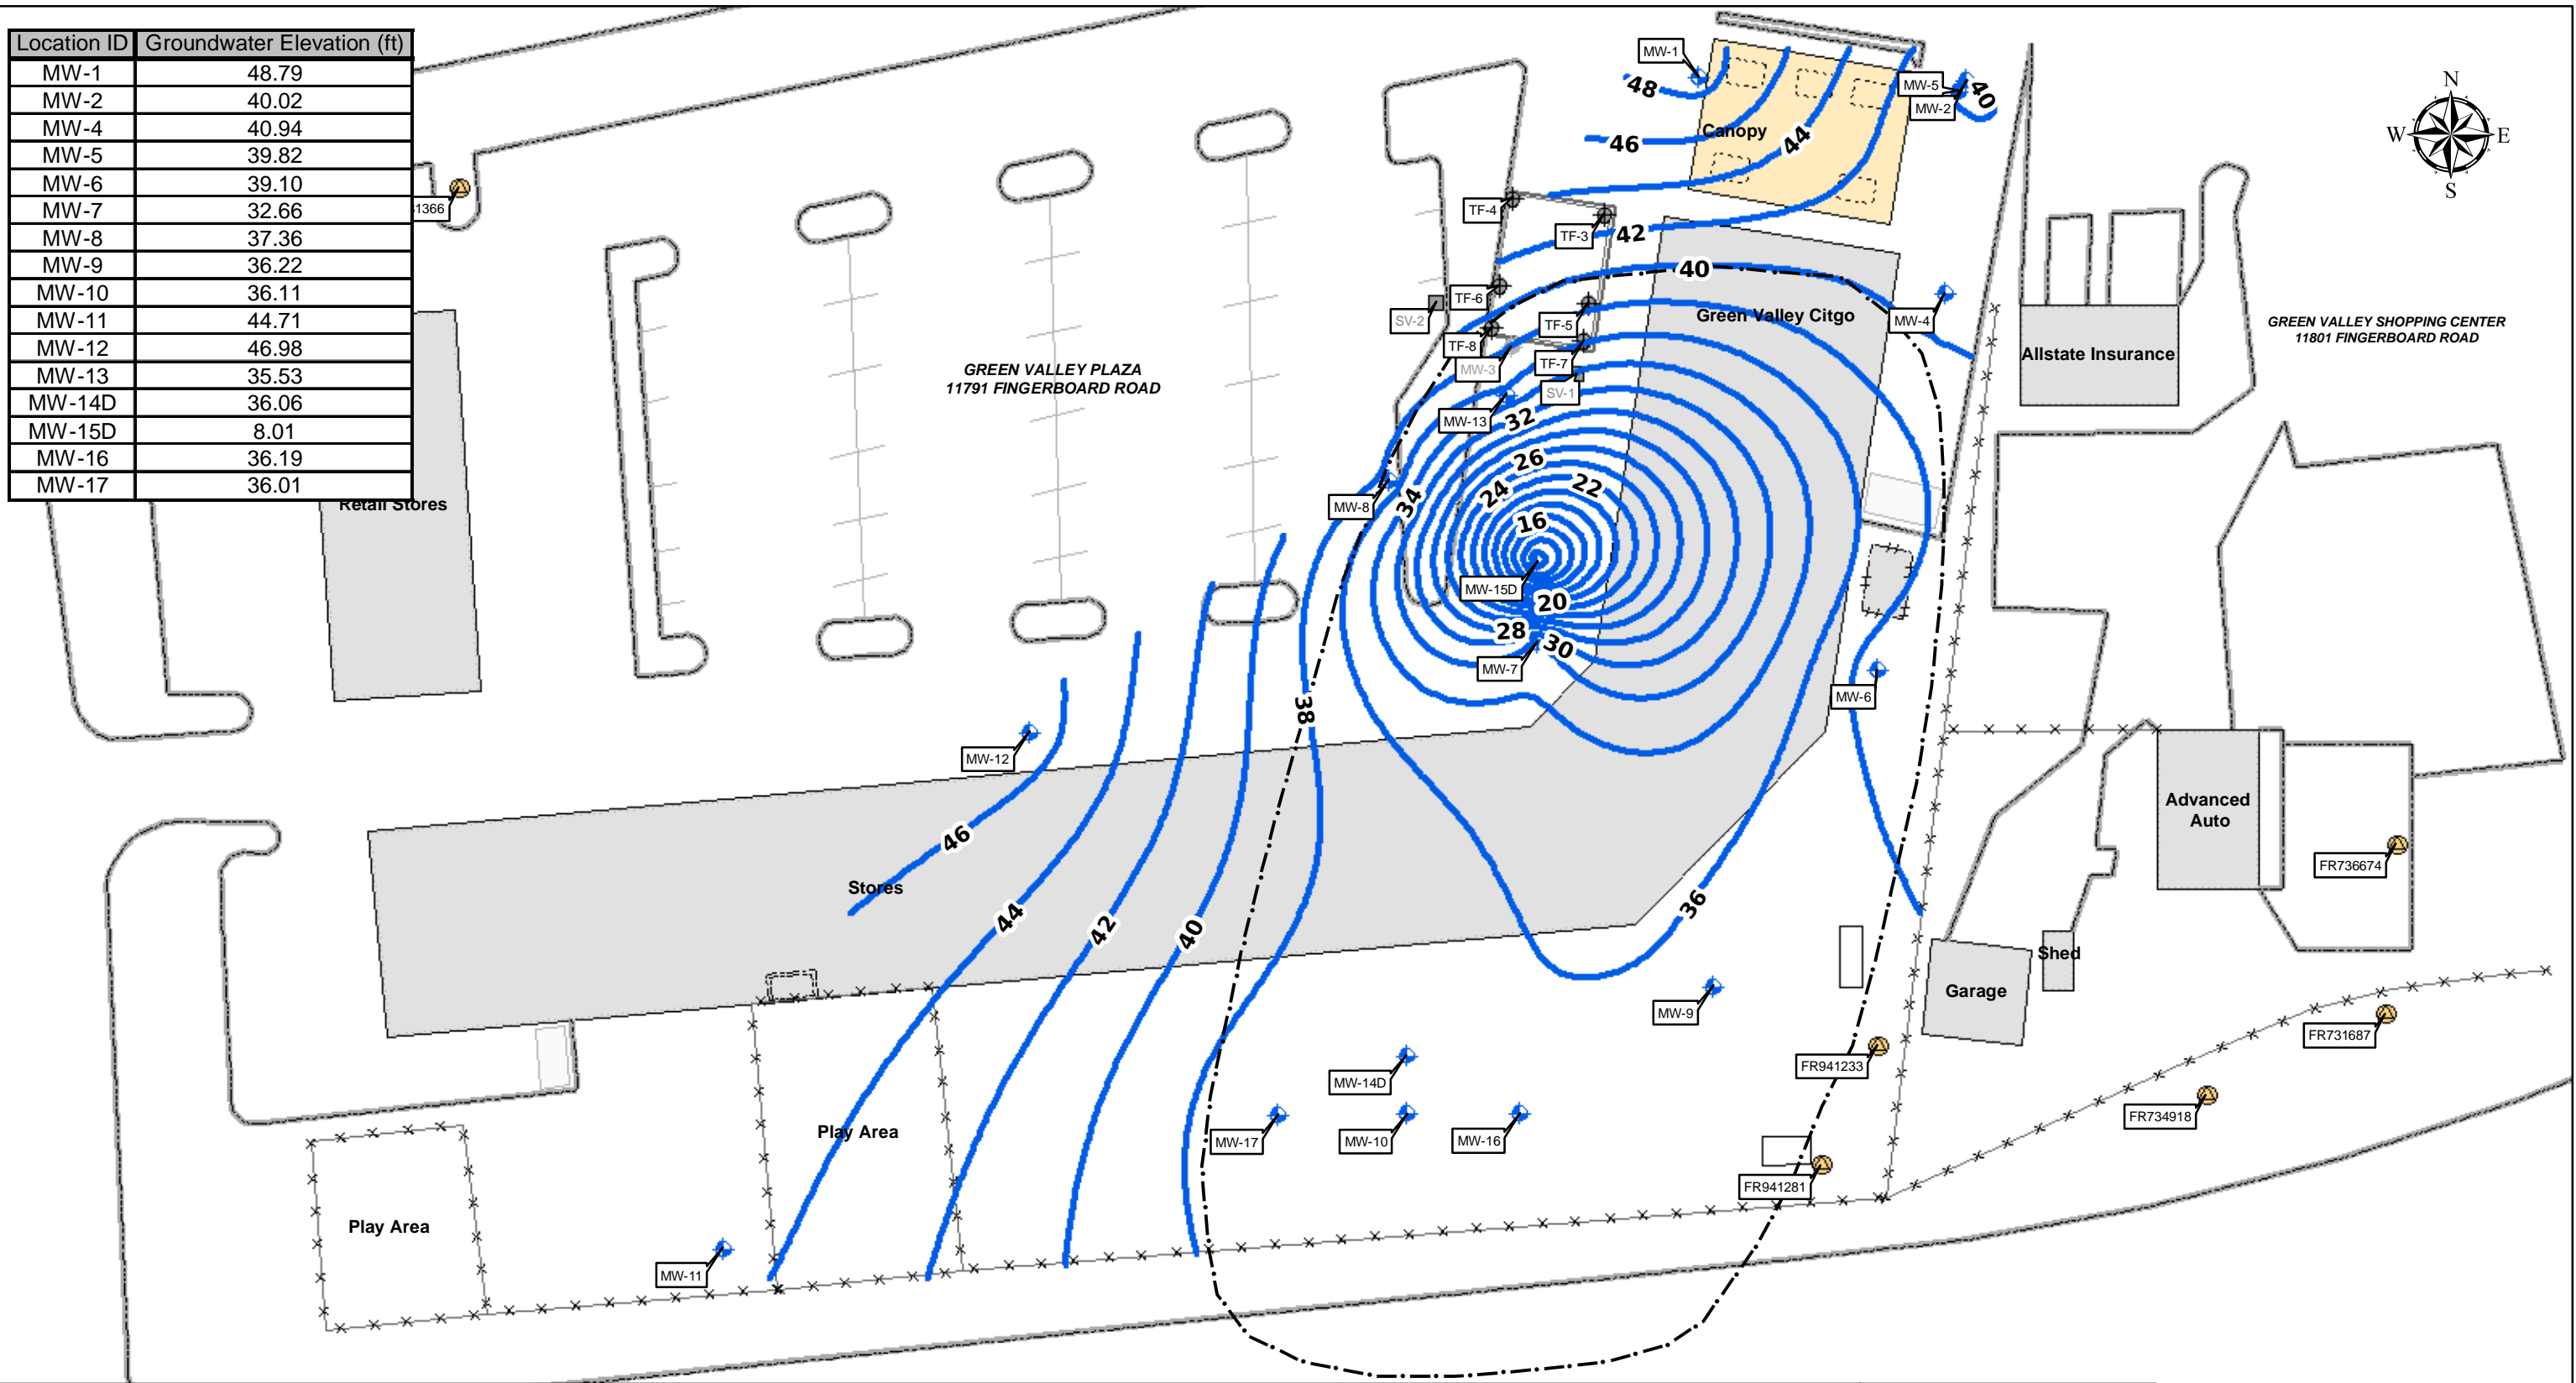 Location ID Groundwater Elevation (ft)
MW-1 48.79
MW-2 40.02
MW-4 40.94
MW-5 39.82
MW-6 39.10
MW-7 32.66
MW-8 37.36
MW-9 36.22
MW-10 36.11
MW-11 44.71
MW-12 46.98
MW-13 35.53
MW-14D 36.06
MW-15D 8.01
MW-16 36.19
MW-17 36.01
1366
Retail Stores
GREEN VALLEY PLAZA
11791 FINGERBOARD ROAD
MW-1
48
46
Canopy
44
MW-5
MW-2
40
N
W
E
S
TF-4
TF-3
42
40
TF-6
SV-2
TF-5
Green Valley Citgo
MW-4
TF-8
TF-7
MW-3
SV-1
MW-13
32
26
24
22
34
16
MW-8
MW-15D
20
28
30
MW-7
MW-6
38
Allstate Insurance
GREEN VALLEY SHOPPING CENTER
11801 FINGERBOARD ROAD
MW-12
46
Stores
44
42
40
36
Advanced
Auto
FR736674
Shed
Garage
MW-9
FR731687
FR941233
MW-14D
FR734918
MW-17
MW-10
MW-16
FR941281
Play Area
Play Area
MW-11